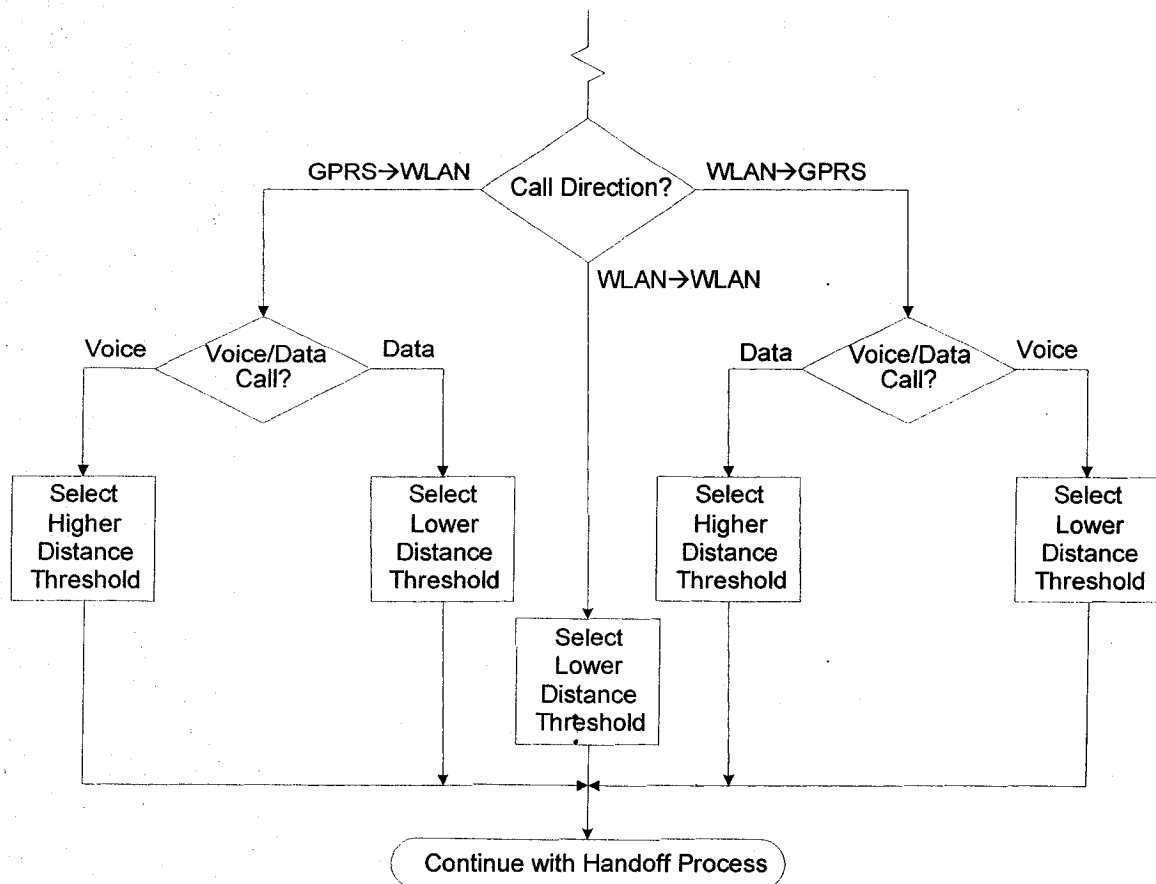 GPRS→WLAN
Call Direction?
WLAN→GPRS
WLAN→WLAN
Voice
Voice/Data
Call?
Data
Data
Voice/Data
Call?
Voice
Select
Higher
Distance
Threshold
Select
Lower
Distance
Threshold
Select
Higher
Distance
Threshold
Select
Lower
Distance
Threshold
Select
Lower
Distance
Threshold
Continue with Handoff Process